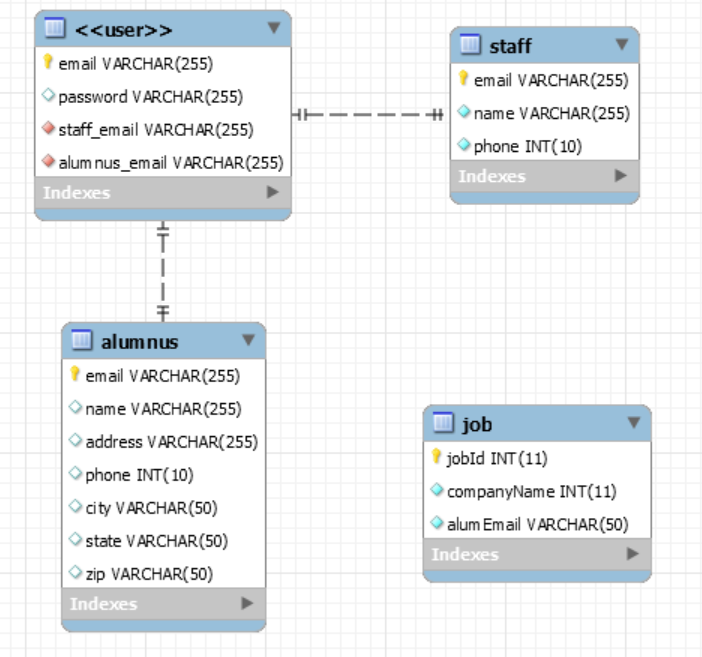 <<user>>
email VARCHAR(255)
password VARCHAR(255)
staff_email VARCHAR(255)
alumnus_email VARCHAR(255)
Indexes
staff
email VARCHAR(255)
name VARCHAR(255)
phone INT(10)
Indexes
alumnus
email VARCHAR(255)
name VARCHAR(255)
address VARCHAR(255)
phone INT(10)
city VARCHAR(50)
state VARCHAR(50)
zip VARCHAR(50)
Indexes
job
jobId INT(11)
companyName INT(11)
alumEmail VARCHAR(50)
Indexes